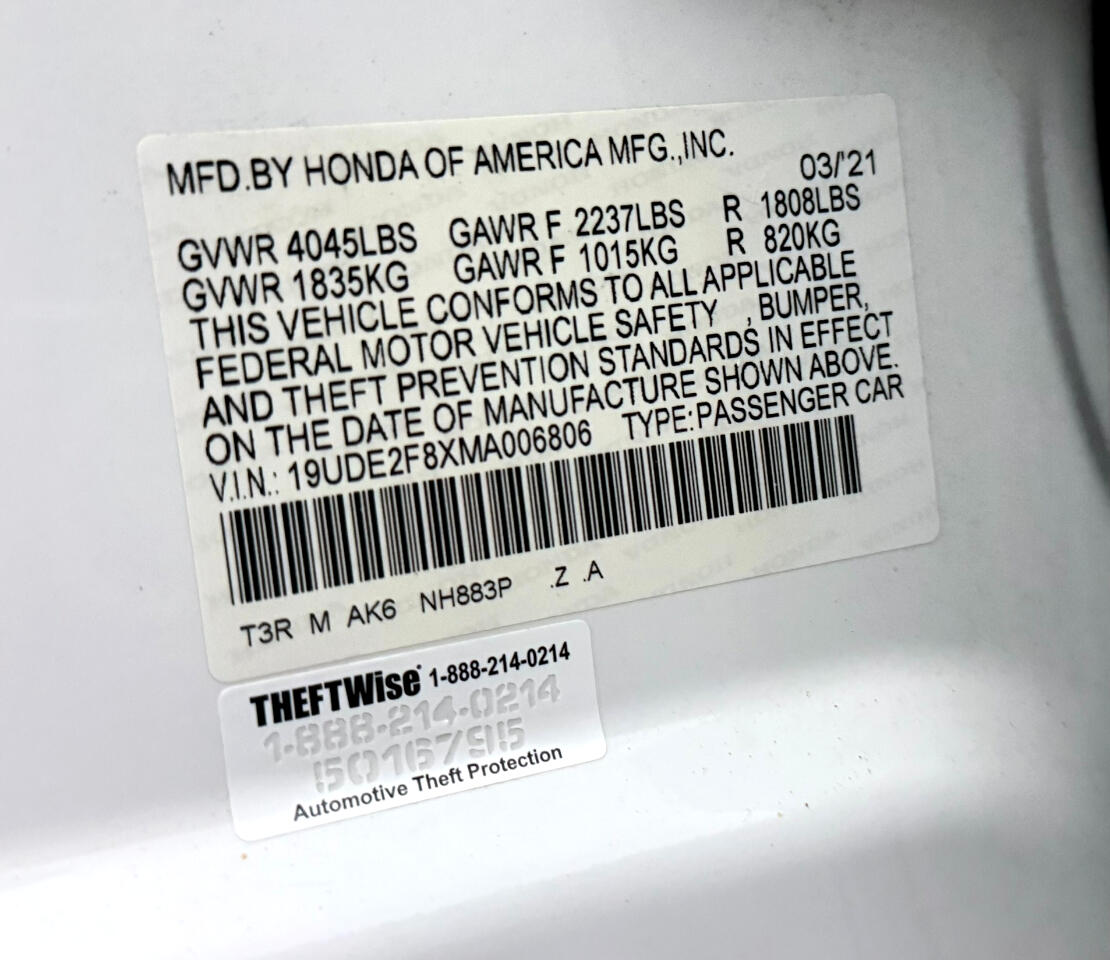 MFD.BY HONDA OF AMERICA MFG.,INC.
03/'21
GVWR 4045LBS GAWR F 2237LBS R 1808LBS
GVWR 1835KG GAWR F 1015KG R 820KG
THIS VEHICLE CONFORMS TO ALL APPLICABLE
FEDERAL MOTOR VEHICLE SAFETY , BUMPER,
AND THEFT PREVENTION STANDARDS IN EFFECT
ON THE DATE OF MANUFACTURE SHOWN ABOVE.
V.I.N.: 19UDE2F8XMA006806 TYPE:PASSENGER CAR
T3R M AK6 NH883P .Z .A
THEFTWise 1-888-214-0214
1-888-214-0214
Automotive Theft Protection